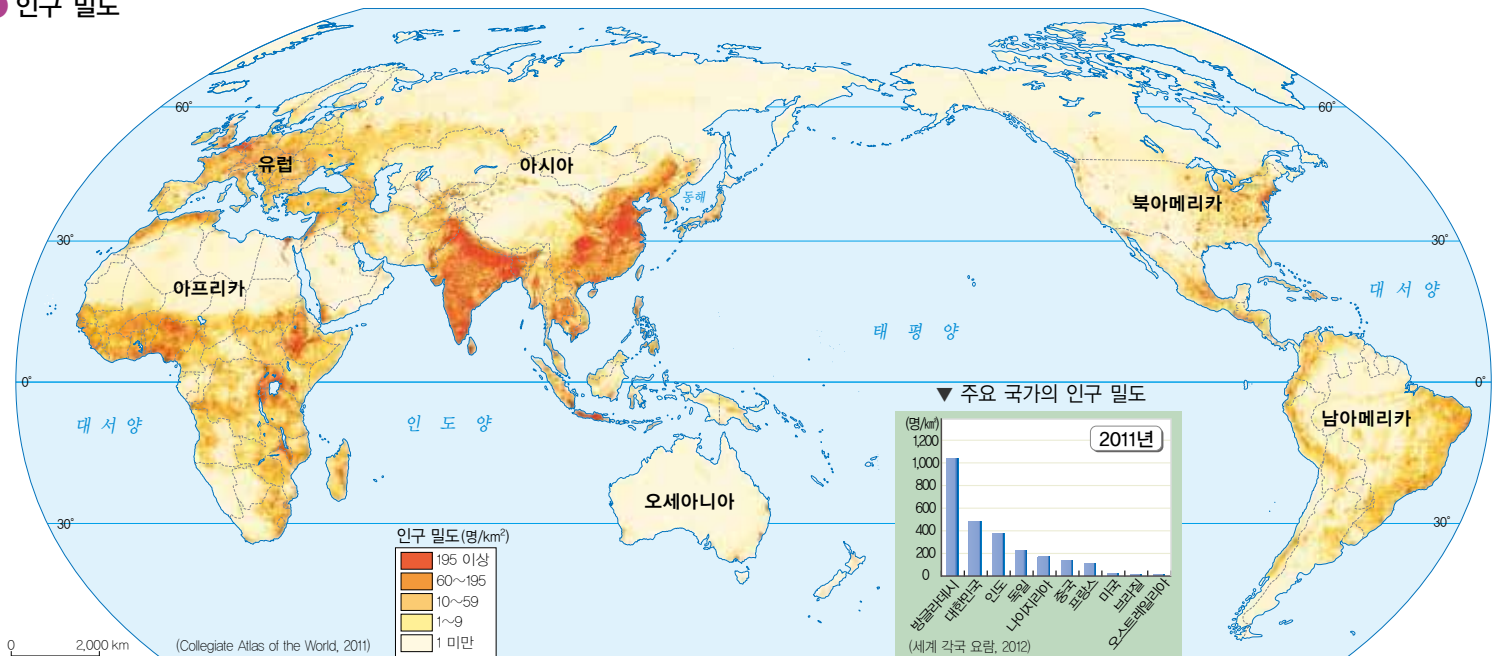 인구 밀도
60°
60°
유럽
아시아
동해
북아메리카
30°
30°
아프리카
대서양
태평양
0°
0°
대서양
인도양
▼ 주요 국가의 인구 밀도
남아메리카
(명/㎢)
2011년
1,200
1,000
800
600
400
200
0
방글라데시
대한민국
인도
독일
나이지리아
중국
프랑스
미국
브라질
오스트레일리아
(세계 각국 요람, 2012)
오세아니아
30°
30°
인구 밀도(명/km²)
195 이상
60~195
10~59
1~9
1 미만
0 2,000 km
(Collegiate Atlas of the World, 2011)